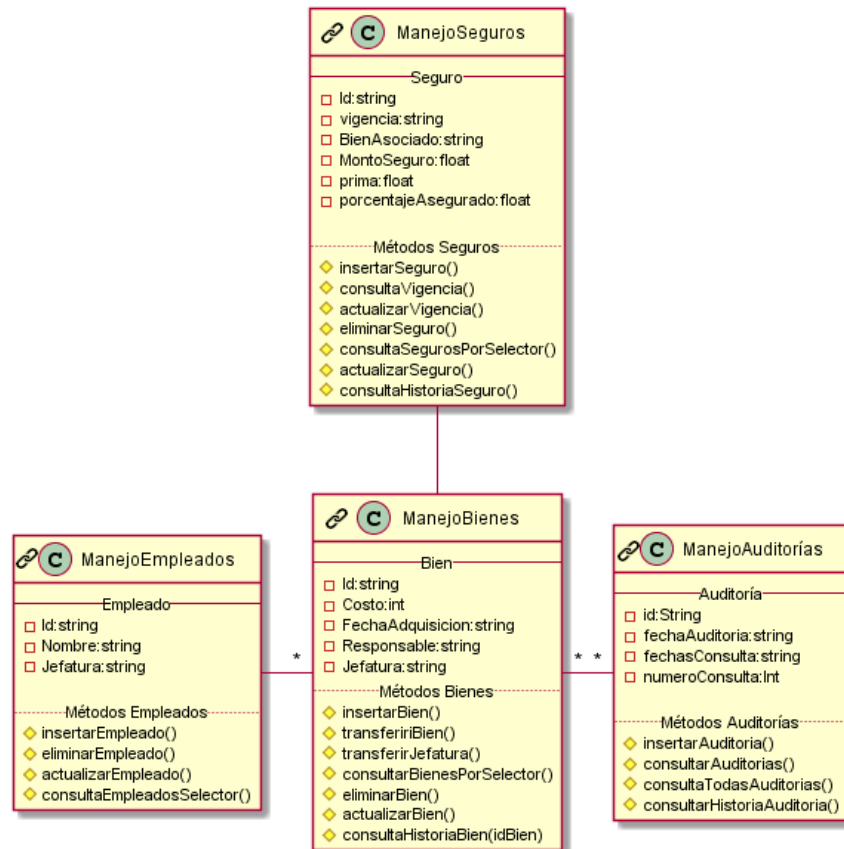 C ManejoSeguros
Seguro
Id:string
vigencia:string
BienAsociado:string
MontoSeguro:float
prima:float
porcentajeAsegurado:float
Métodos Seguros
insertarSeguro()
consultaVigencia()
actualizarVigencia()
eliminarSeguro()
consultaSegurosPorSelector()
actualizarSeguro()
consultaHistoriaSeguro()
C ManejoEmpleados
Empleado
Id:string
Nombre:string
Jefatura:string
Métodos Empleados
insertarEmpleado()
eliminarEmpleado()
actualizarEmpleado()
consultaEmpleadosSelector()
*
C ManejoBienes
Bien
Id:string
Costo:int
FechaAdquisicion:string
Responsable:string
Jefatura:string
Métodos Bienes
insertarBien()
transfeririBien()
transferirJefatura()
consultarBienesPorSelector()
eliminarBien()
actualizarBien()
consultaHistoriaBien(idBien)
* *
C ManejoAuditorías
Auditoría
id:String
fechaAuditoria:string
fechasConsulta:string
numeroConsulta:Int
Métodos Auditorías
insertarAuditoria()
consultarAuditorias()
consultaTodasAuditorias()
consultarHistoriaAuditoria()